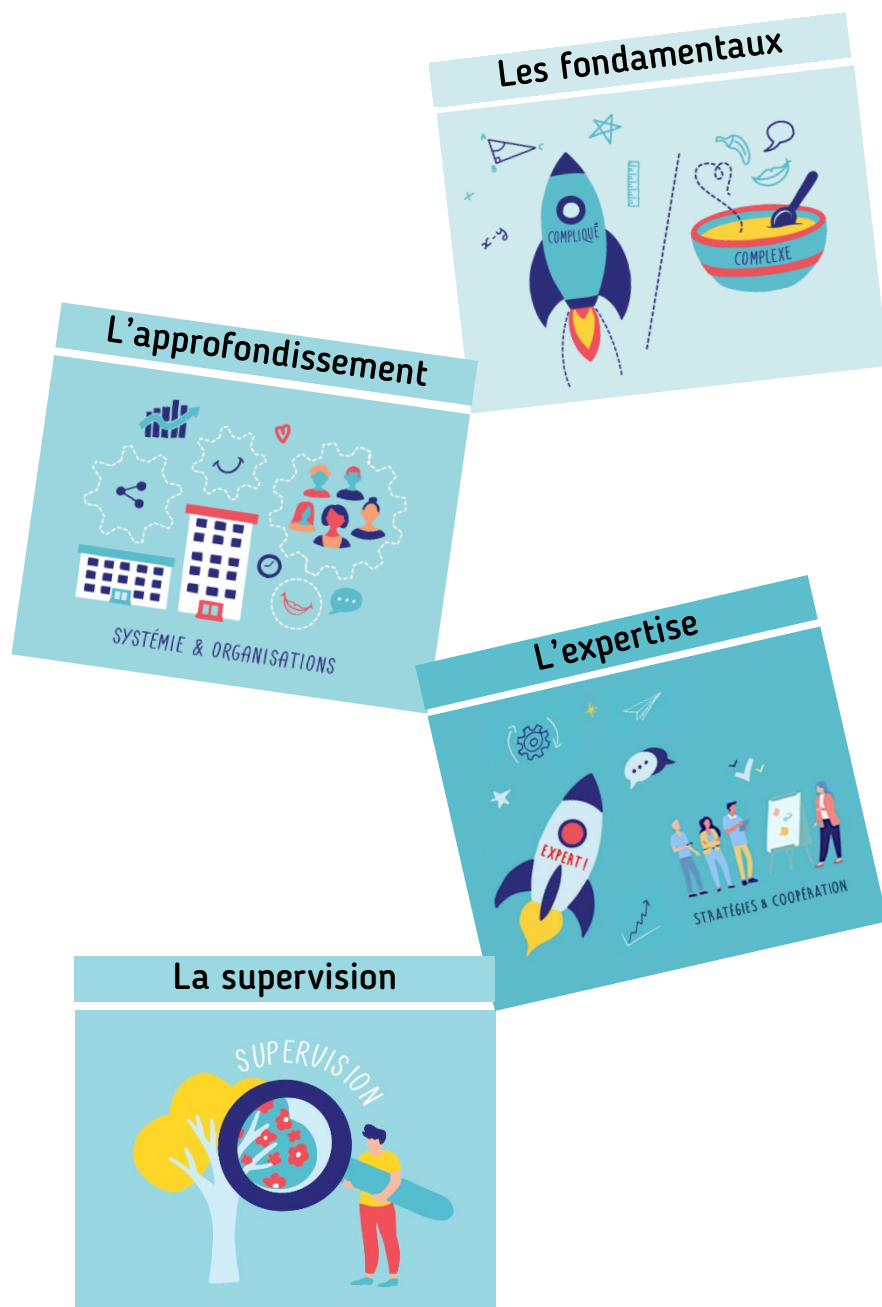 Les fondamentaux
A
C
B
x-y
COMPLIQUÉ
COMPLEXE
L'approfondissement
SYSTÉMIE & ORGANISATIONS
L'expertise
EXPERT !
STRATÉGIES & COOPÉRATION
La supervision
SUPERVISION